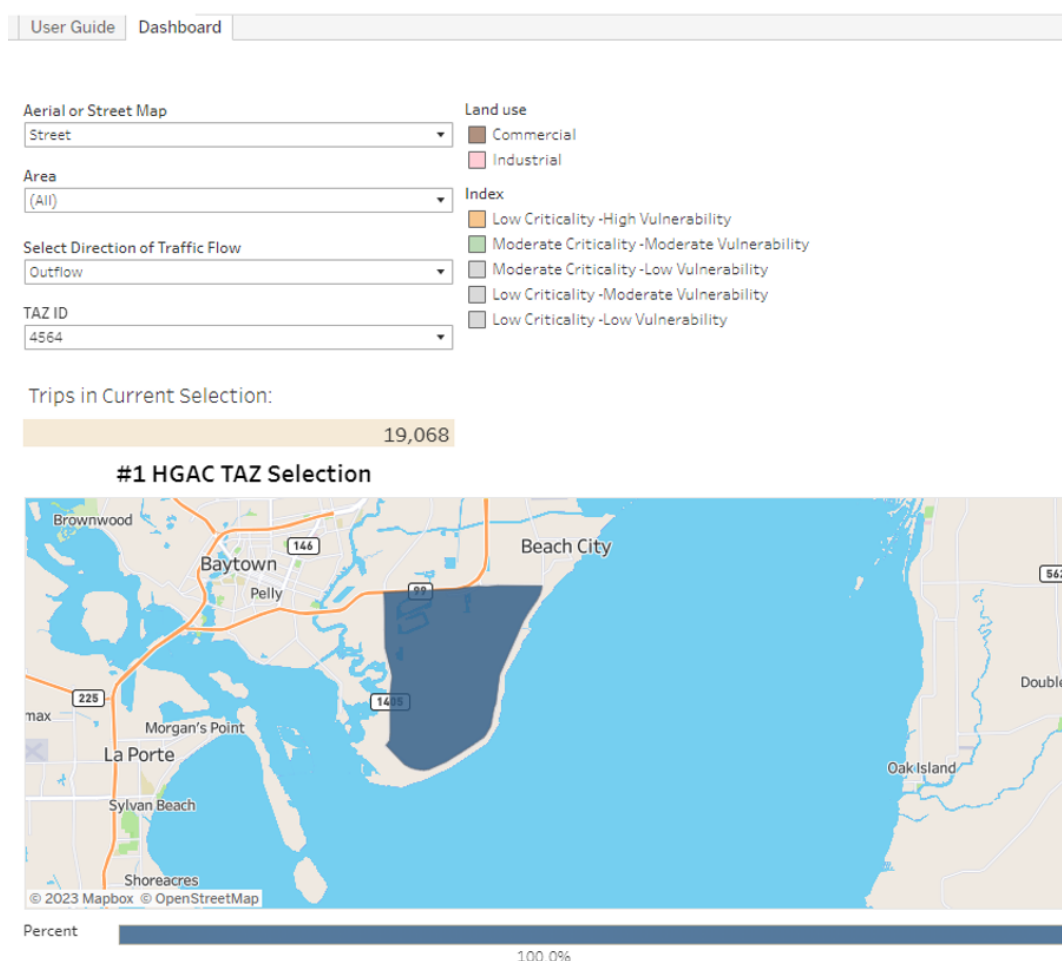 User Guide Dashboard
Aerial or Street Map
Street
Area
(All)
Select Direction of Traffic Flow
Outflow
TAZ ID
4564
Land use
Commercial
Industrial
Index
Low Criticality -High Vulnerability
Moderate Criticality -Moderate Vulnerability
Moderate Criticality -Low Vulnerability
Low Criticality -Moderate Vulnerability
Low Criticality -Low Vulnerability
Trips in Current Selection:
19,068
#1 HGAC TAZ Selection
Brownwood
146
Beach City
Baytown
562
Pelly
99
Double
225
1405
max
Morgan's Point
La Porte
Oak Island
Sylvan Beach
Shoreacres
© 2023 Mapbox © OpenStreetMap
Percent
100.0%